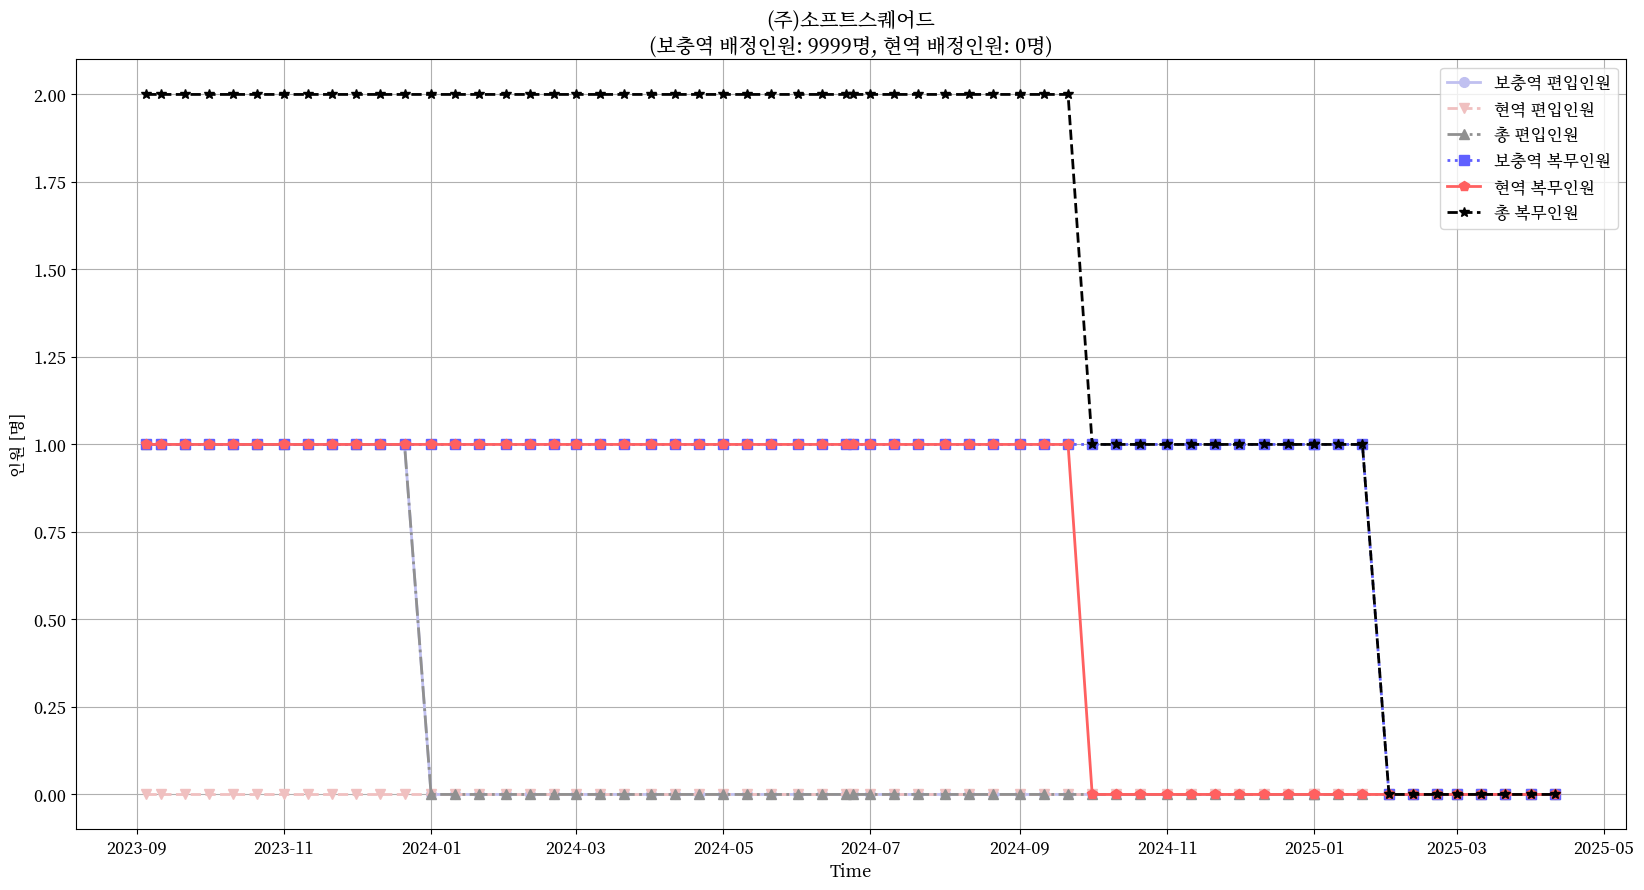 (주)소프트스퀘어드
(보충역 배정인원: 9999명, 현역 배정인원: 0명)
보충역 편입인원
현역 편입인원
총 편입인원
보충역 복무인원
현역 복무인원
총 복무인원
인원 [명]
2.00
1.75
1.50
1.25
1.00
0.75
0.50
0.25
0.00
2023-09 2023-11 2024-01 2024-03 2024-05 2024-07 2024-09 2024-11 2025-01 2025-03 2025-05
Time